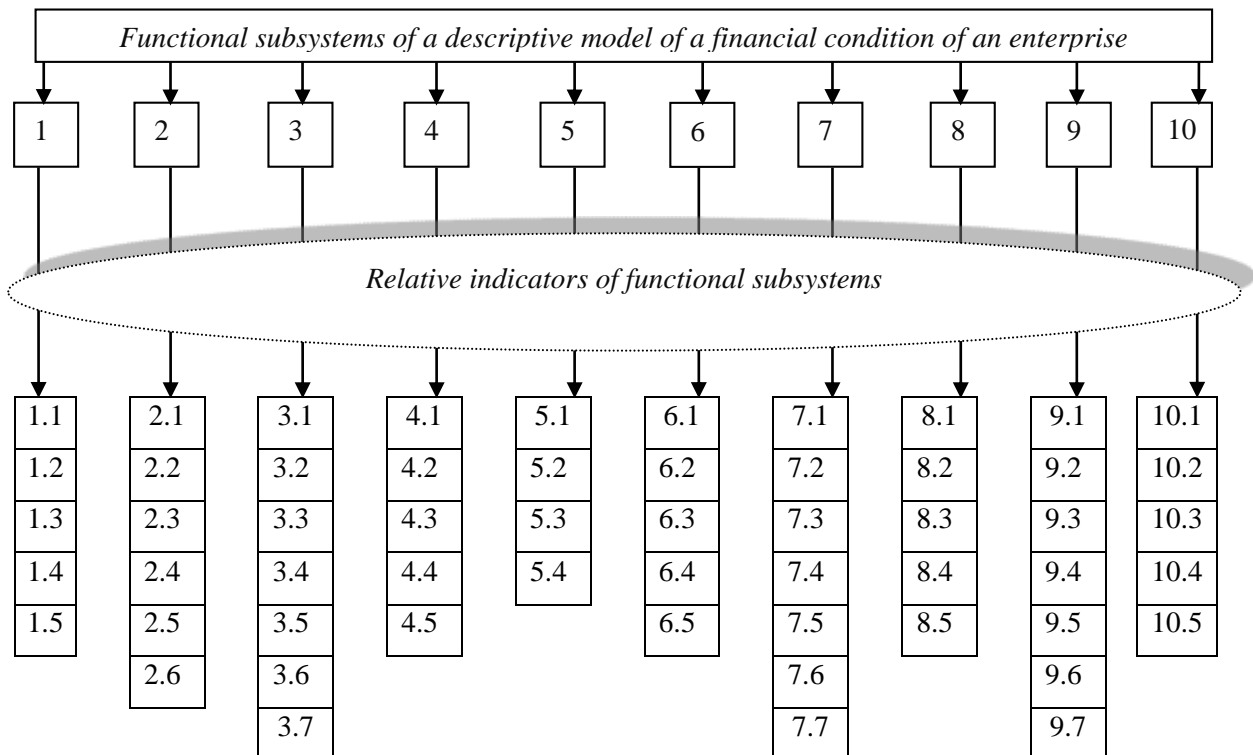 Functional subsystems of a descriptive model of a financial condition of an enterprise
1 2 3 4 5 6 7 8 9 10
Relative indicators of functional subsystems
1.1 2.1 3.1 4.1 5.1 6.1 7.1 8.1 9.1 10.1
1.2 2.2 3.2 4.2 5.2 6.2 7.2 8.2 9.2 10.2
1.3 2.3 3.3 4.3 5.3 6.3 7.3 8.3 9.3 10.3
1.4 2.4 3.4 4.4 5.4 6.4 7.4 8.4 9.4 10.4
1.5 2.5 3.5 4.5 6.5 7.5 8.5 9.5 10.5
2.6 3.6 7.6 9.6
3.7 7.7 9.7